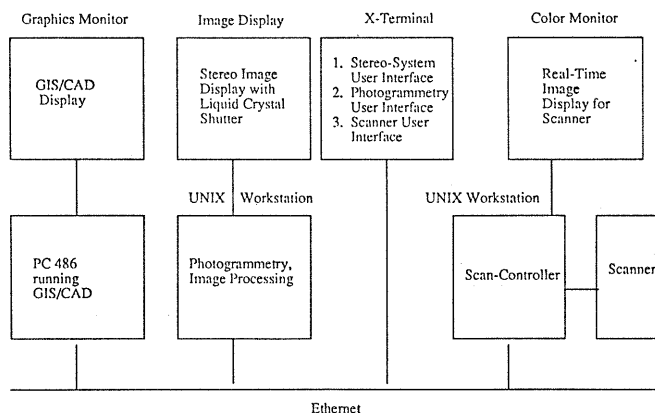 Graphics Monitor
Image Display
X-Terminal
Color Monitor
GIS/CAD
Display
Stereo Image
Display with
Liquid Crystal
Shutter
1. Stereo-System
User Interface
2. Photogrammetry
User Interface
3. Scanner User
Interface
Real-Time
Image
Display for
Scanner
UNIX Workstation
UNIX Workstation
PC 486
running
GIS/CAD
Photogrammetry,
Image Processing
Scan-Controller
Scanner
Ethernet